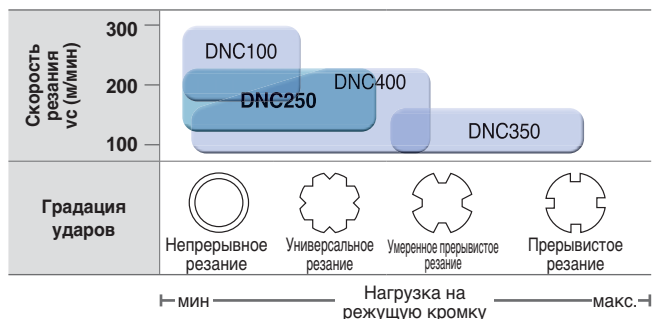 Скорость
резания
vc (м/мин)
300
200
100
DNC100
DNC400
DNC250
DNC350
Градация
ударов
Непрерывное
резание
Универсальное
резание
Умеренное прерывистое
резание
Прерывистое
резание
мин
Нагрузка на
режущую кромку
макс.